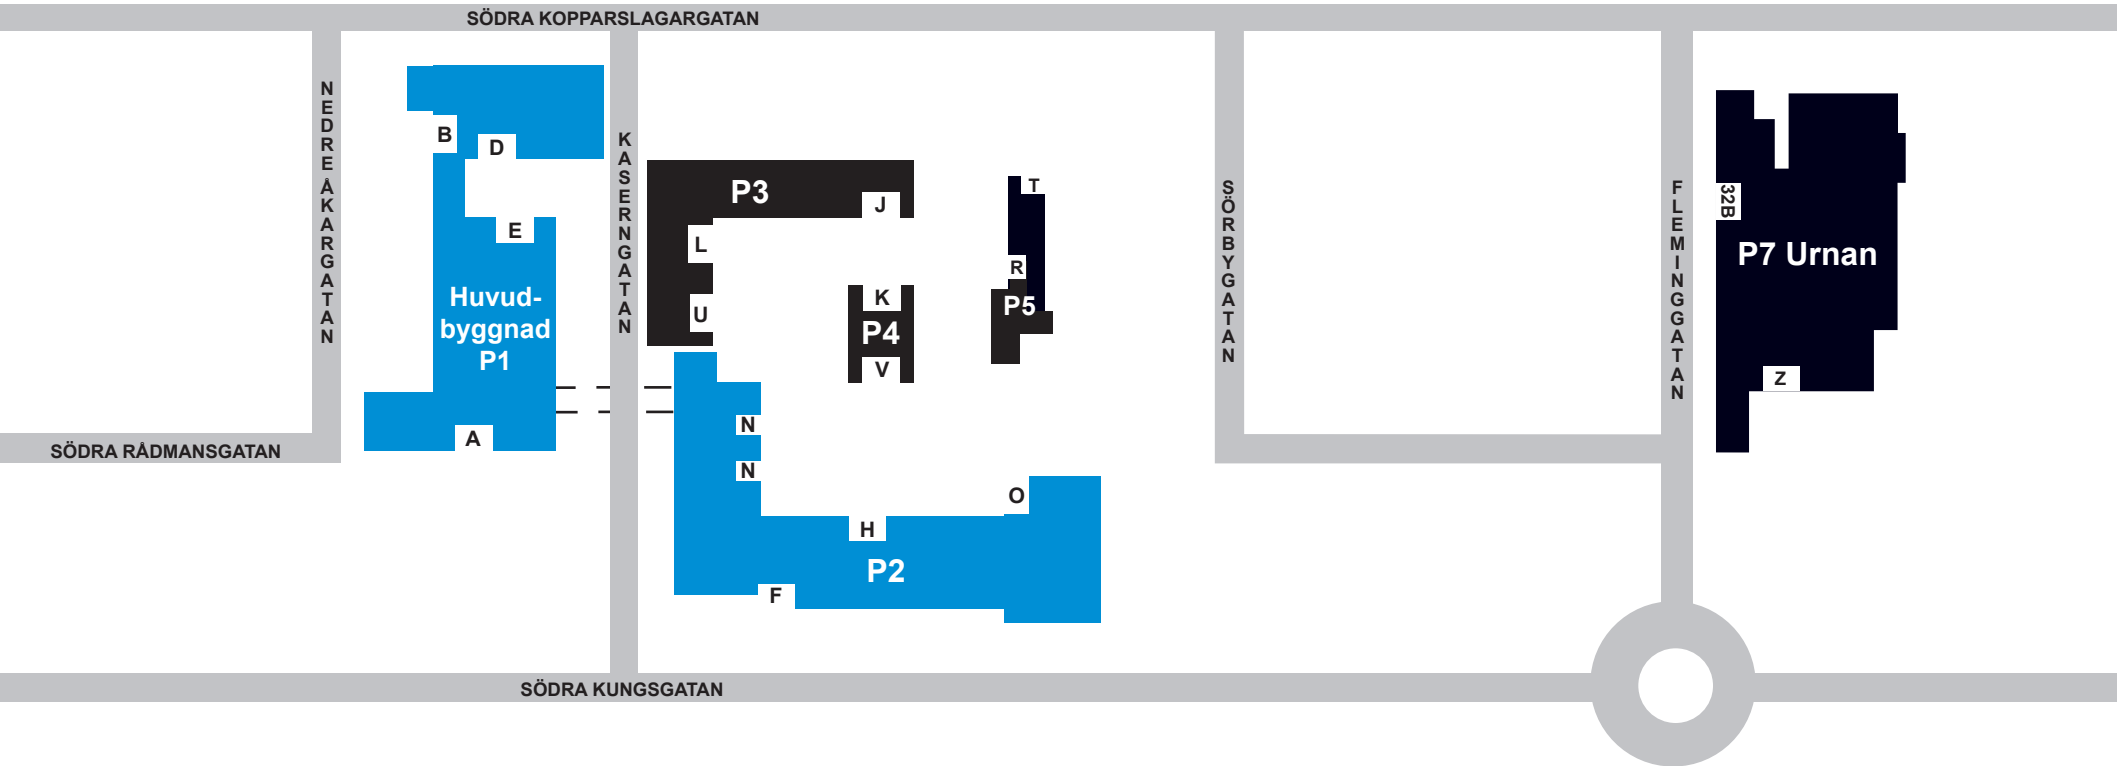 SÖDRA KOPPARSLAGARGATAN
NEDRE ÅKARGATAN
KASERNGATAN
SÖRBYGATAN
FLEMINGGATAN
B
D
E
Huvud-
byggnad
P1
A
P3
J
L
U
K
P4
V
T
R
P5
32B
P7 Urnan
Z
SÖDRA RÅDMANSGATAN
N
N
O
H
P2
F
SÖDRA KUNGSGATAN